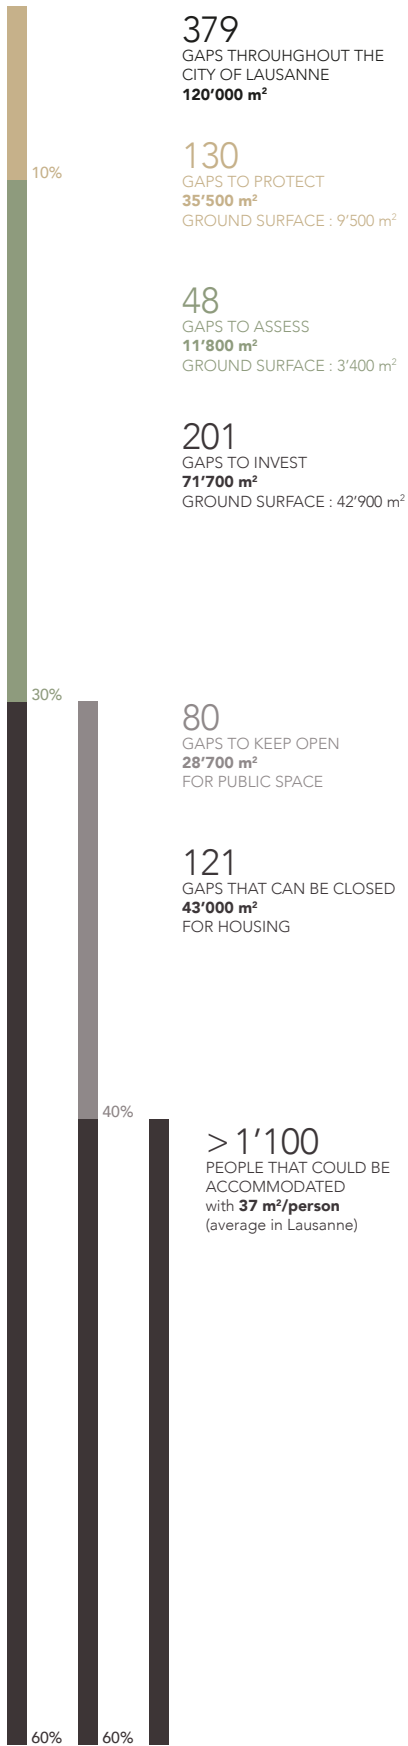 379
GAPS THROUHGHOUT THE
CITY OF LAUSANNE
120’000 m²
10%
130
GAPS TO PROTECT
35’500 m²
GROUND SURFACE : 9’500 m²
48
GAPS TO ASSESS
11’800 m²
GROUND SURFACE : 3’400 m²
201
GAPS TO INVEST
71’700 m²
GROUND SURFACE : 42’900 m²
30%
80
GAPS TO KEEP OPEN
28’700 m²
FOR PUBLIC SPACE
121
GAPS THAT CAN BE CLOSED
43’000 m²
FOR HOUSING
40%
> 1’100
PEOPLE THAT COULD BE
ACCOMMODATED
with 37 m²/person
(average in Lausanne)
60%
60%